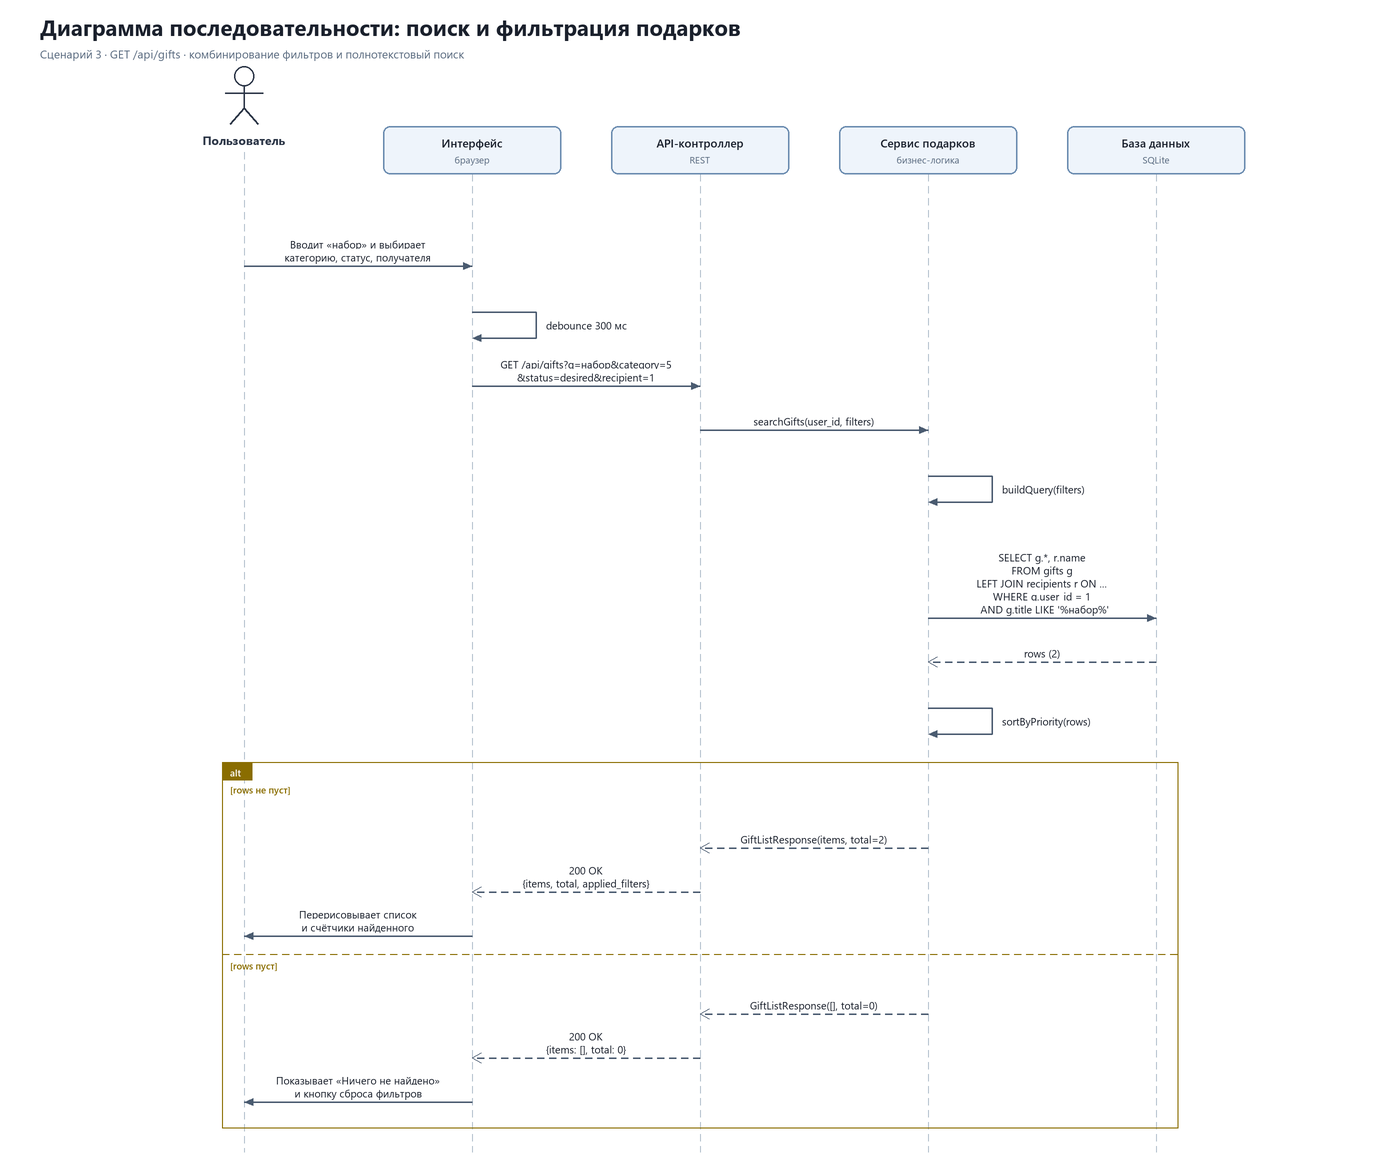 Диаграмма последовательности: поиск и фильтрация подарков
Сценарий 3 · GET /api/gifts · комбинирование фильтров и полнотекстовый поиск
Пользователь
Интерфейс
браузер
API-контроллер
REST
Сервис подарков
бизнес-логика
База данных
SQLite
Вводит «набор» и выбирает
категорию, статус, получателя
debounce 300 мс
GET /api/gifts?q=набор&category=5
&status=desired&recipient=1
searchGifts(user_id, filters)
buildQuery(filters)
SELECT g.*, r.name
FROM gifts g
LEFT JOIN recipients r ON ...
WHERE g.user_id = 1
AND g.title LIKE '%набор%'
rows (2)
sortByPriority(rows)
alt
[rows не пуст]
GiftListResponse(items, total=2)
200 OK
{items, total, applied_filters}
Перерисовывает список
и счётчики найденного
[rows пуст]
GiftListResponse([], total=0)
200 OK
{items: [], total: 0}
Показывает «Ничего не найдено»
и кнопку сброса фильтров